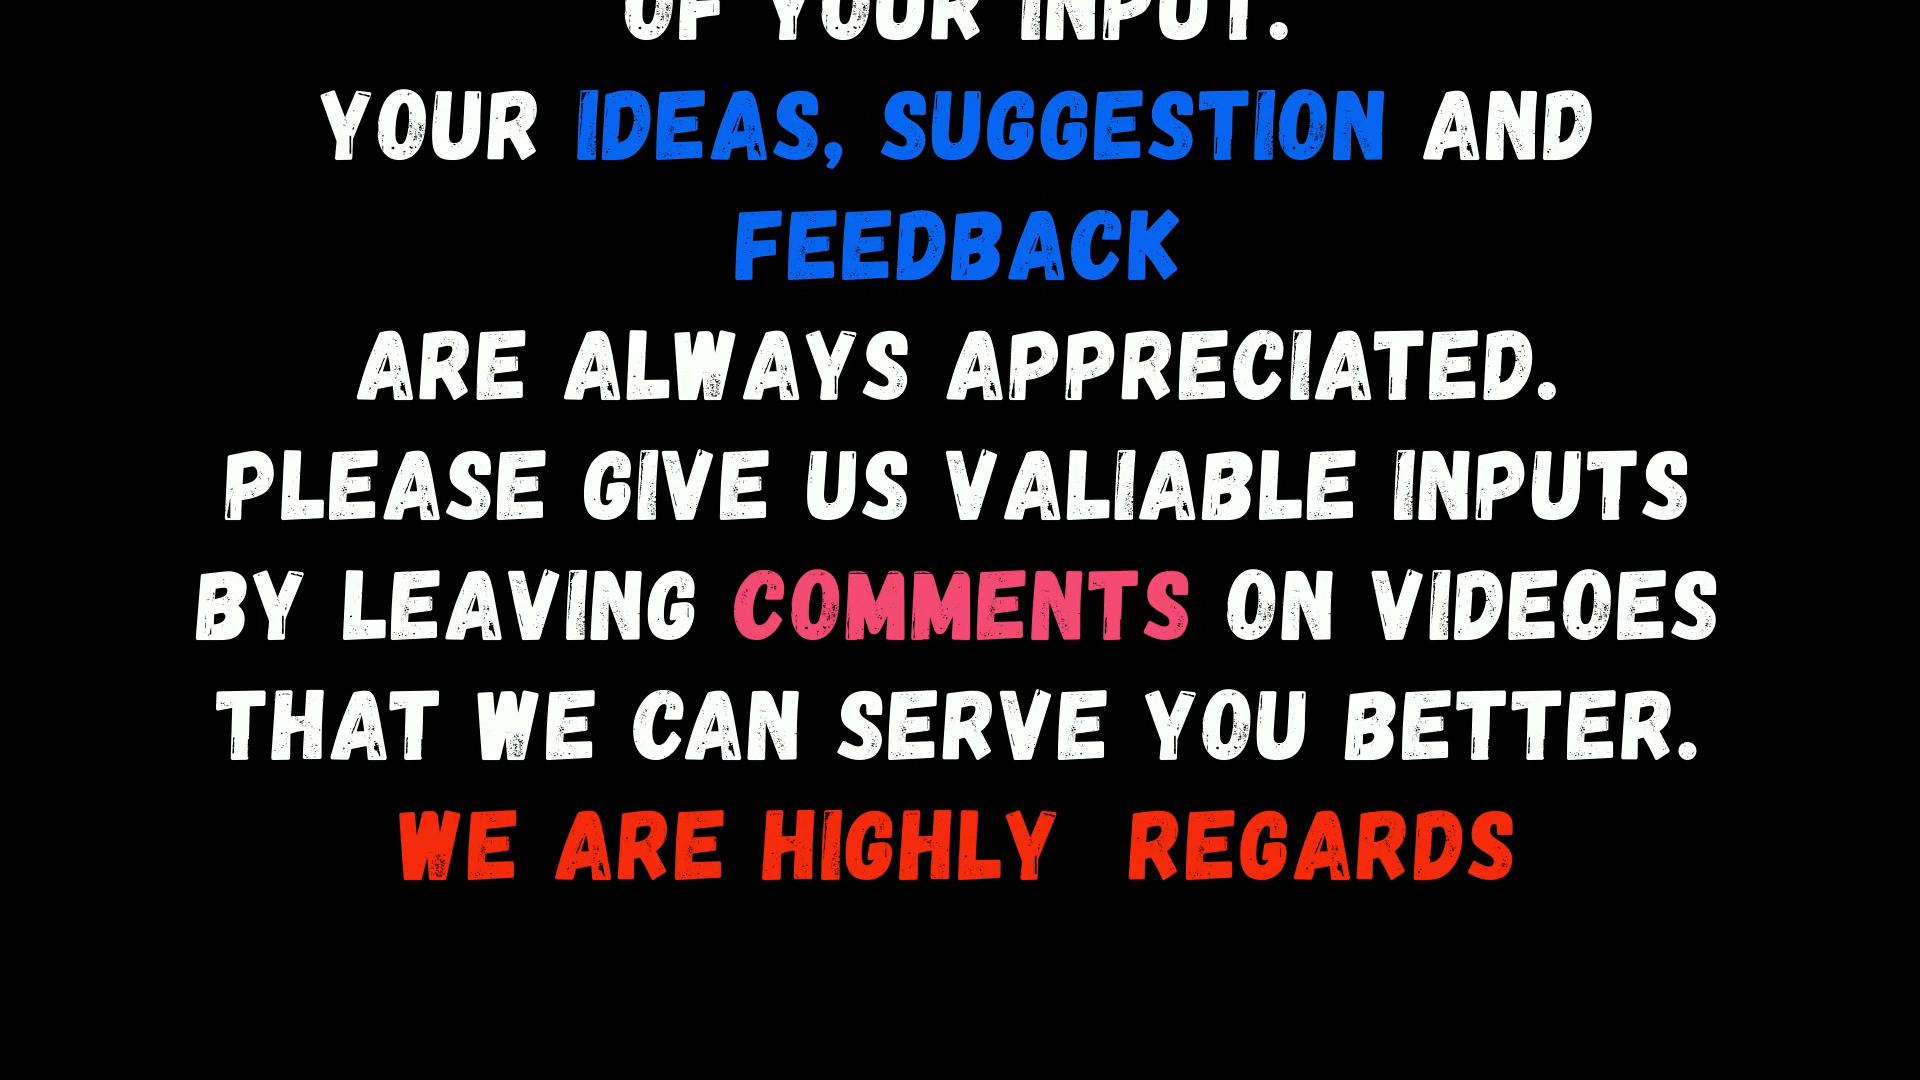 OF YOUR INPUT.
YOUR IDEAS, SUGGESTION AND
FEEDBACK
ARE ALWAYS APPRECIATED.
PLEASE GIVE US VALIABLE INPUTS
BY LEAVING COMMENTS ON VIDEOES
THAT WE CAN SERVE YOU BETTER.
WE ARE HIGHLY  REGARDS